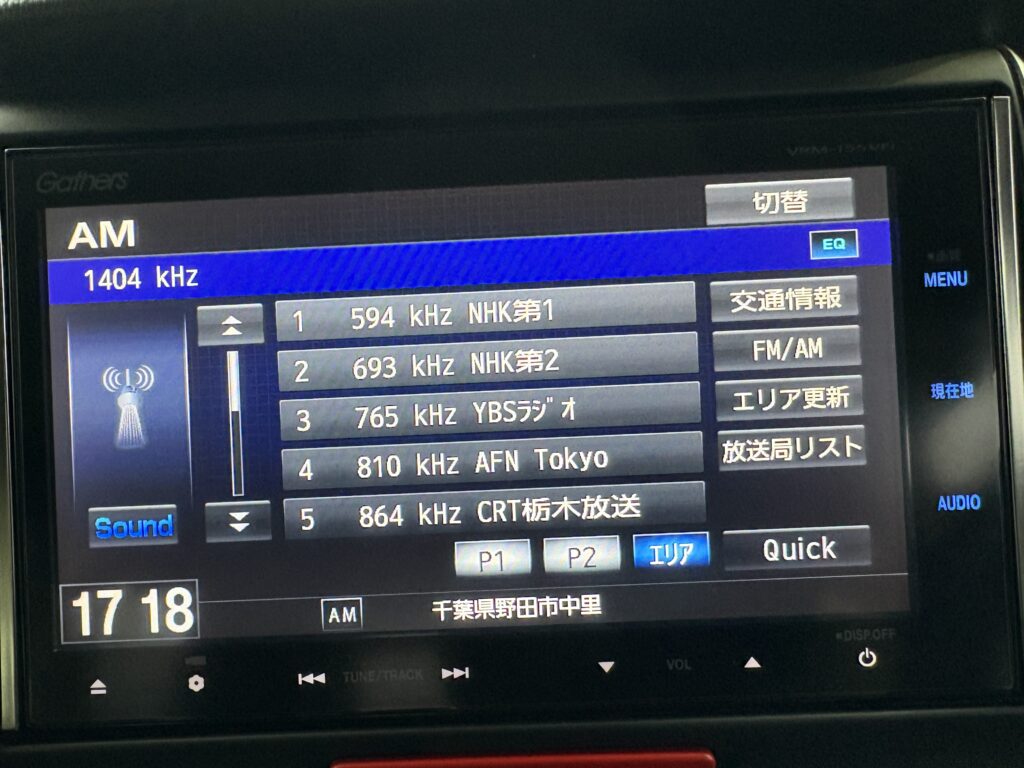 Gathers
AM
切替
1404 kHz
EQ
MENU
1 594 kHz NHK第1
交通情報
2 693 kHz NHK第2
FM/AM
3 765 kHz YBSﾗｼﾞｵ
エリア更新
現在地
4 810 kHz AFN Tokyo
放送局リスト
5 864 kHz CRT栃木放送
AUDIO
Sound
P1 P2 ｴﾘｱ Quick
17 18
AM
千葉県野田市中里
DISP.OFF
TUNE/TRACK
VOL